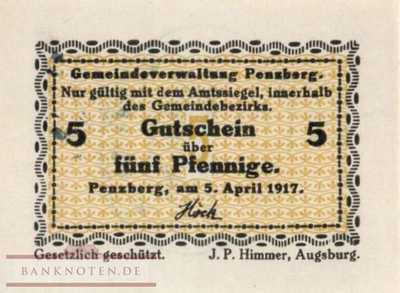 Gemeindeverwaltung Penzberg.
Nur gültig mit dem Amtssiegel, innerhalb
des Gemeindebezirks.
5 Gutschein 5
über
fünf Pfennige.
Penzberg, am 5. April 1917.
Höck
Gesetzlich geschützt. J. P. Himmer, Augsburg.
BANKNOTEN.DE